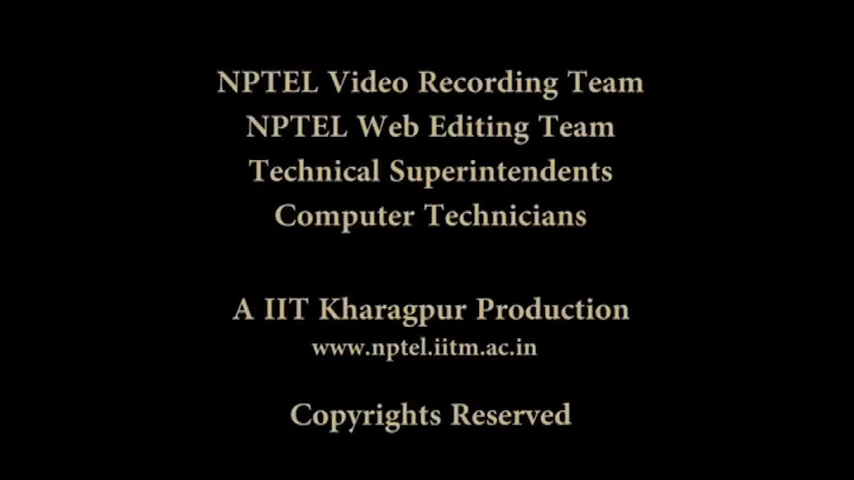 NPTEL Video Recording Team
NPTEL Web Editing Team
Technical Superintendents
Computer Technicians
A IIT Kharagpur Production
www.nptel.iitm.ac.in
Copyrights Reserved